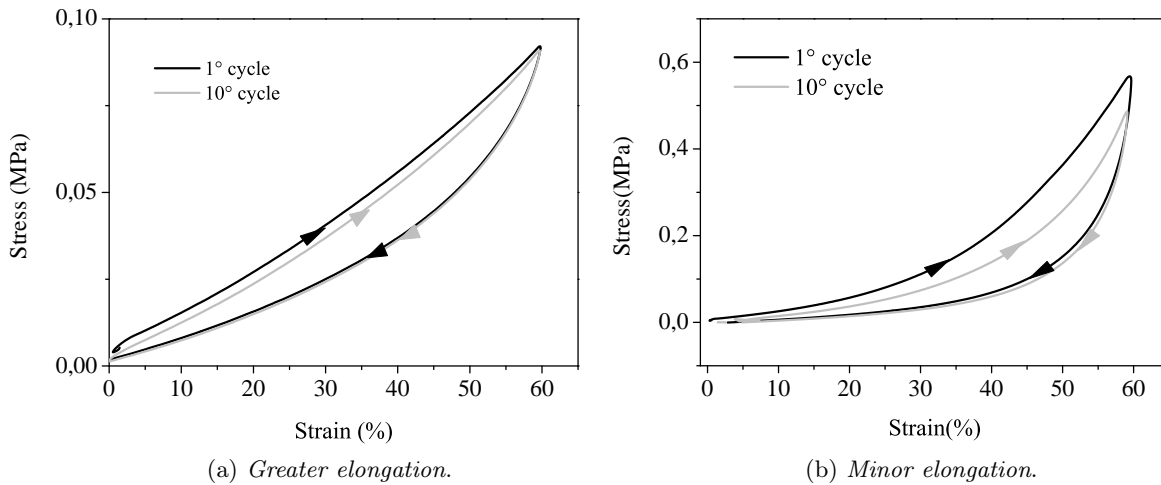 0,10
0,05
0,00
Stress (MPa)
1° cycle
10° cycle
0 10 20 30 40 50 60
Strain (%)
(a) Greater elongation.
0,6
0,4
0,2
0,0
Stress(MPa)
1° cycle
10° cycle
0 10 20 30 40 50 60
Strain(%)
(b) Minor elongation.